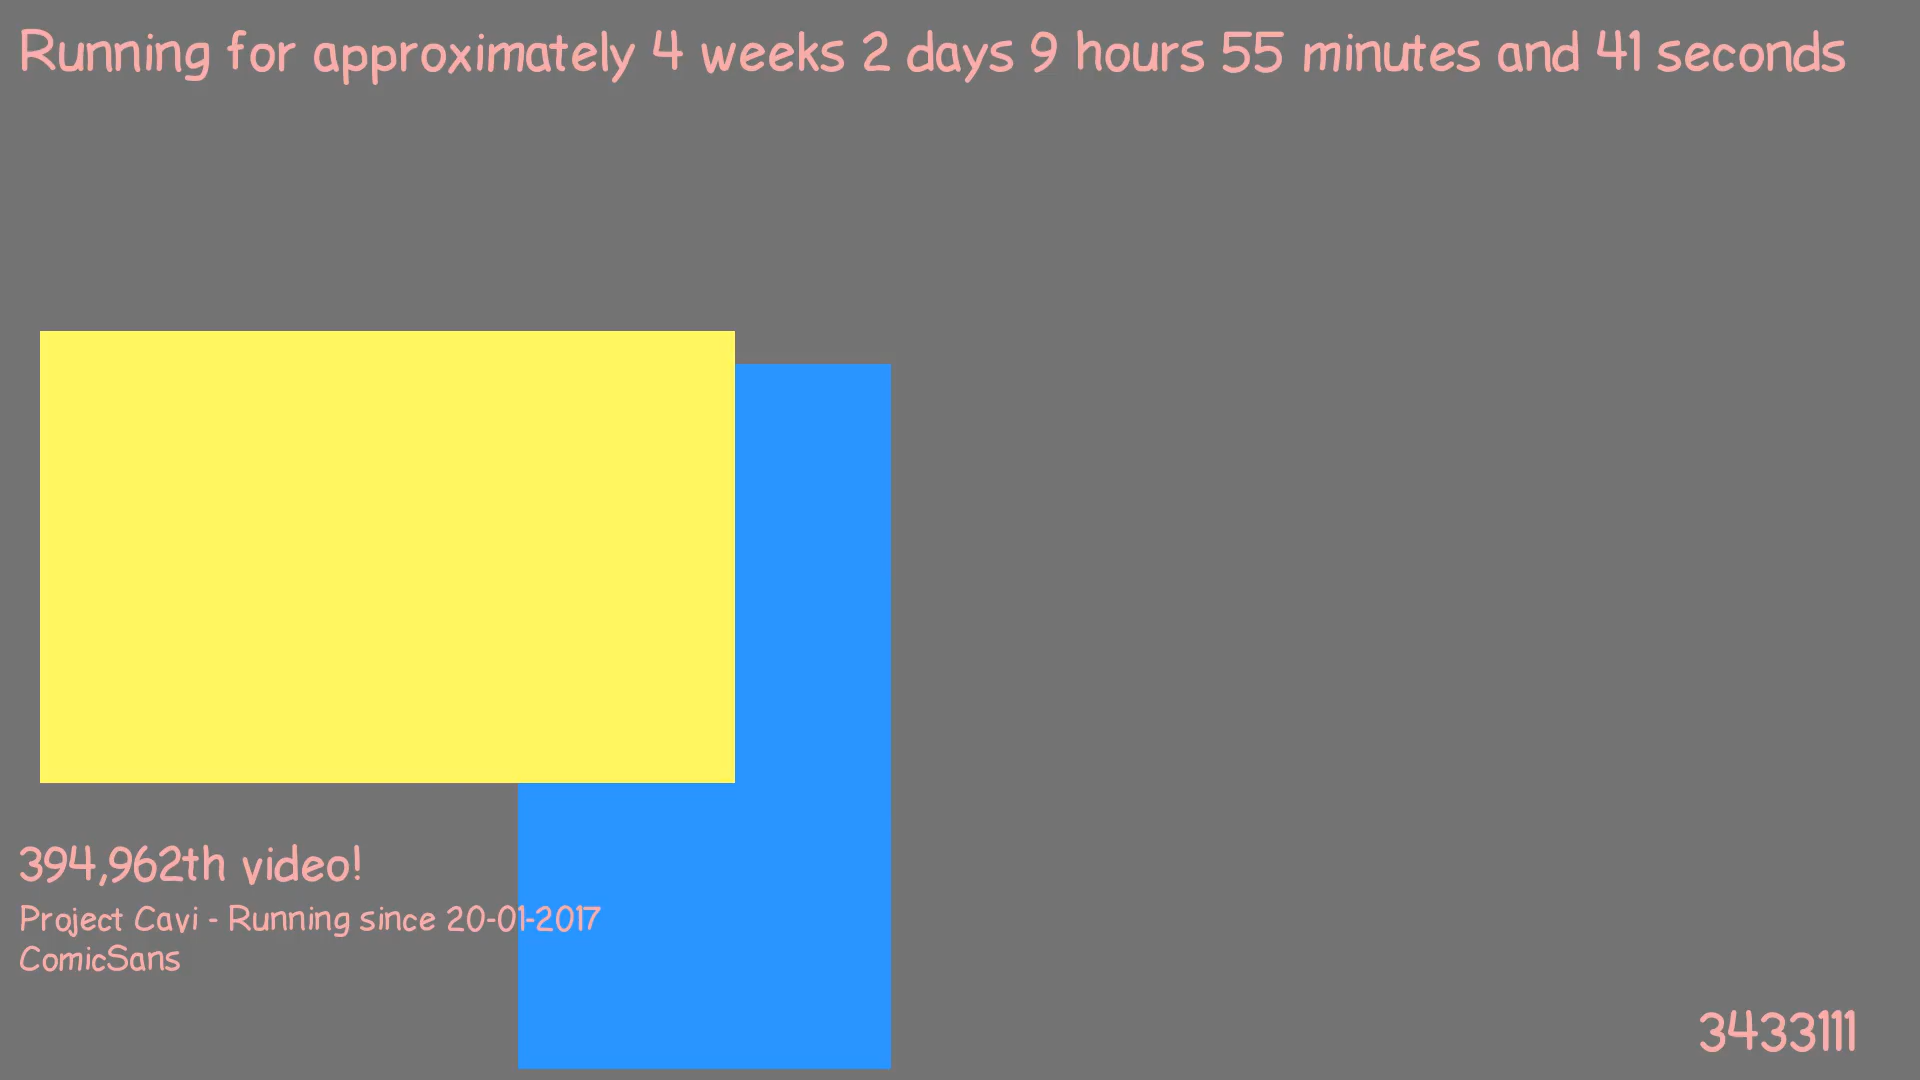 Running for approximately 4 weeks 2 days 9 hours 55 minutes and 41 seconds
394,962th video!
Project Cavi - Running since 20-01-2017
ComicSans
3433111